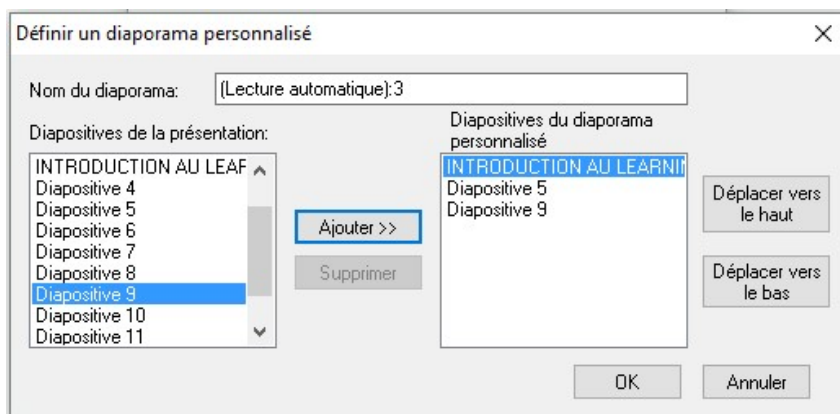 Définir un diaporama personnalisé
Nom du diaporama:
(Lecture automatique):3
Diapositives de la présentation:
INTRODUCTION AU LEAF
Diapositive 4
Diapositive 5
Diapositive 6
Diapositive 7
Diapositive 8
Diapositive 9
Diapositive 10
Diapositive 11
Ajouter >>
Supprimer
Diapositives du diaporama
personnalisé
INTRODUCTION AU LEARNIN
Diapositive 5
Diapositive 9
Déplacer vers
le haut
Déplacer vers
le bas
OK
Annuler